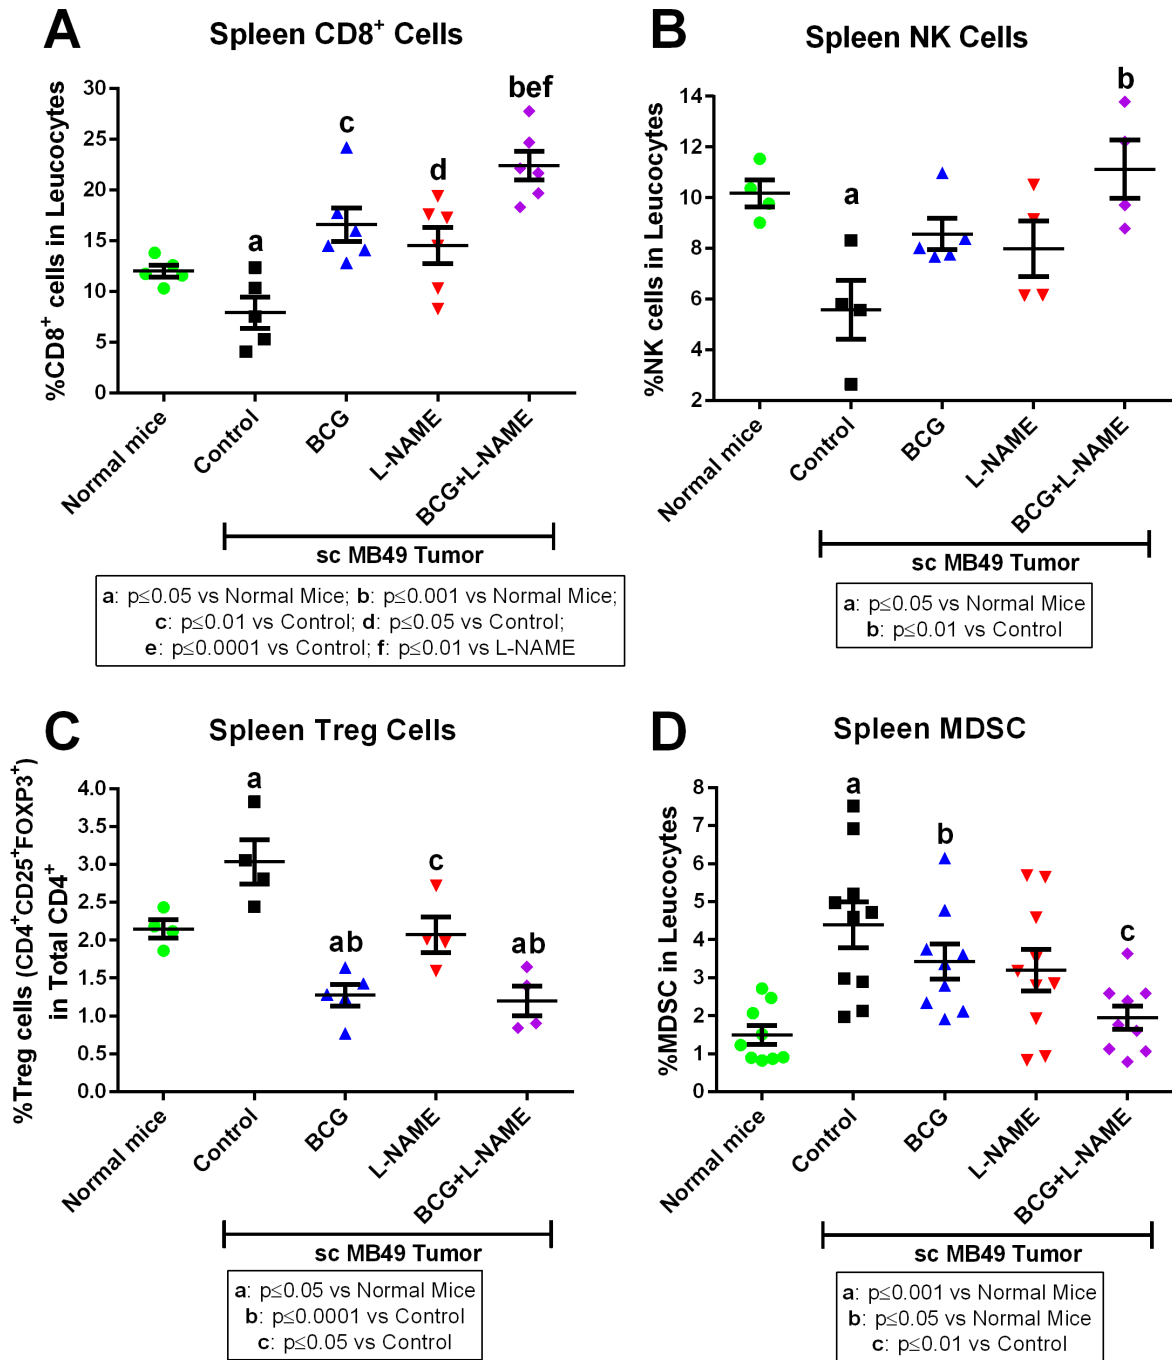 A
Spleen CD8⁺ Cells
%CD8⁺ cells in Leucocytes
30
25
20
15
10
5
0
a
c
d
bef
Normal mice
Control
BCG
L-NAME
BCG+L-NAME
sc MB49 Tumor
a: p≤0.05 vs Normal Mice; b: p≤0.001 vs Normal Mice;
c: p≤0.01 vs Control; d: p≤0.05 vs Control;
e: p≤0.0001 vs Control; f: p≤0.01 vs L-NAME
B
Spleen NK Cells
%NK cells in Leucocytes
14
12
10
8
6
4
2
a
b
Normal mice
Control
BCG
L-NAME
BCG+L-NAME
sc MB49 Tumor
a: p≤0.05 vs Normal Mice
b: p≤0.01 vs Control
C
Spleen Treg Cells
%Treg cells (CD4⁺CD25⁺FOXP3⁺)
in Total CD4⁺
4.0
3.5
3.0
2.5
2.0
1.5
1.0
0.5
0.0
a
ab
c
ab
Normal mice
Control
BCG
L-NAME
BCG+L-NAME
sc MB49 Tumor
a: p≤0.05 vs Normal Mice
b: p≤0.0001 vs Control
c: p≤0.05 vs Control
D
Spleen MDSC
%MDSC in Leucocytes
8
7
6
5
4
3
2
1
0
a
b
c
Normal mice
Control
BCG
L-NAME
BCG+L-NAME
sc MB49 Tumor
a: p≤0.001 vs Normal Mice
b: p≤0.05 vs Normal Mice
c: p≤0.01 vs Control